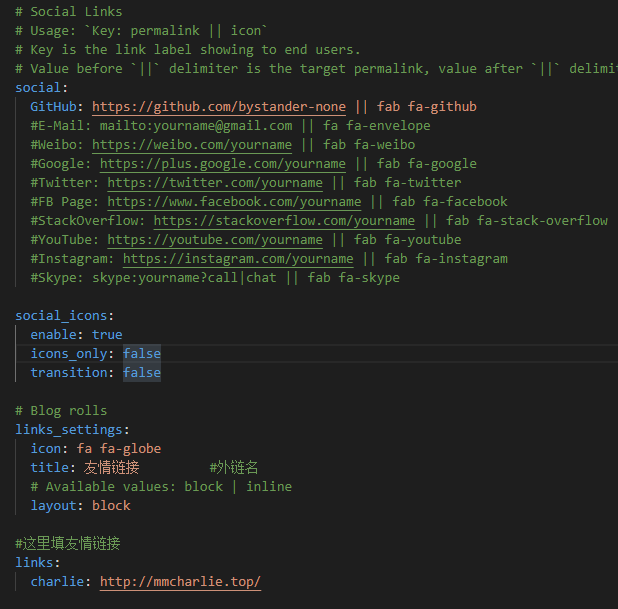 # Social Links
# Usage: `Key: permalink || icon`
# Key is the link label showing to end users.
# Value before `||` delimiter is the target permalink, value after `||` delimi
social:
  GitHub: https://github.com/bystander-none || fab fa-github
  #E-Mail: mailto:yourname@gmail.com || fa fa-envelope
  #Weibo: https://weibo.com/yourname || fab fa-weibo
  #Google: https://plus.google.com/yourname || fab fa-google
  #Twitter: https://twitter.com/yourname || fab fa-twitter
  #FB Page: https://www.facebook.com/yourname || fab fa-facebook
  #StackOverflow: https://stackoverflow.com/yourname || fab fa-stack-overflow
  #YouTube: https://youtube.com/yourname || fab fa-youtube
  #Instagram: https://instagram.com/yourname || fab fa-instagram
  #Skype: skype:yourname?call|chat || fab fa-skype
social_icons:
  enable: true
  icons_only: false
  transition: false
# Blog rolls
links_settings:
  icon: fa fa-globe
  title: 友情链接         #外链名
  # Available values: block | inline
  layout: block
#这里填友情链接
links:
  charlie: http://mmcharlie.top/